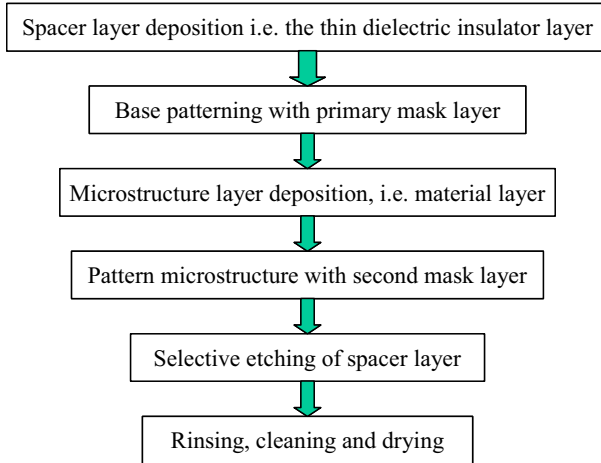 Spacer layer deposition i.e. the thin dielectric insulator layer
Base patterning with primary mask layer
Microstructure layer deposition, i.e. material layer
Pattern microstructure with second mask layer
Selective etching of spacer layer
Rinsing, cleaning and drying